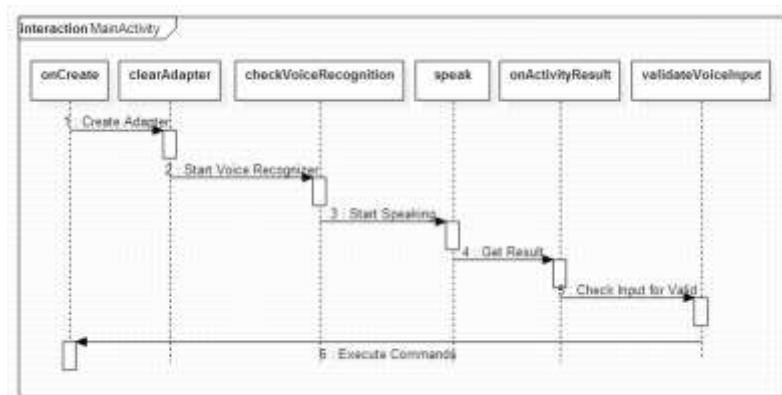 interaction MainActivity
onCreate
clearAdapter
checkVoiceRecognition
speak
onActivityResult
validateVoiceInput
1 : Create Adapter
2 : Start Voice Recognizer
3 : Start Speaking
4 : Get Result
5 : Check Input for Valid
6 : Execute Commands